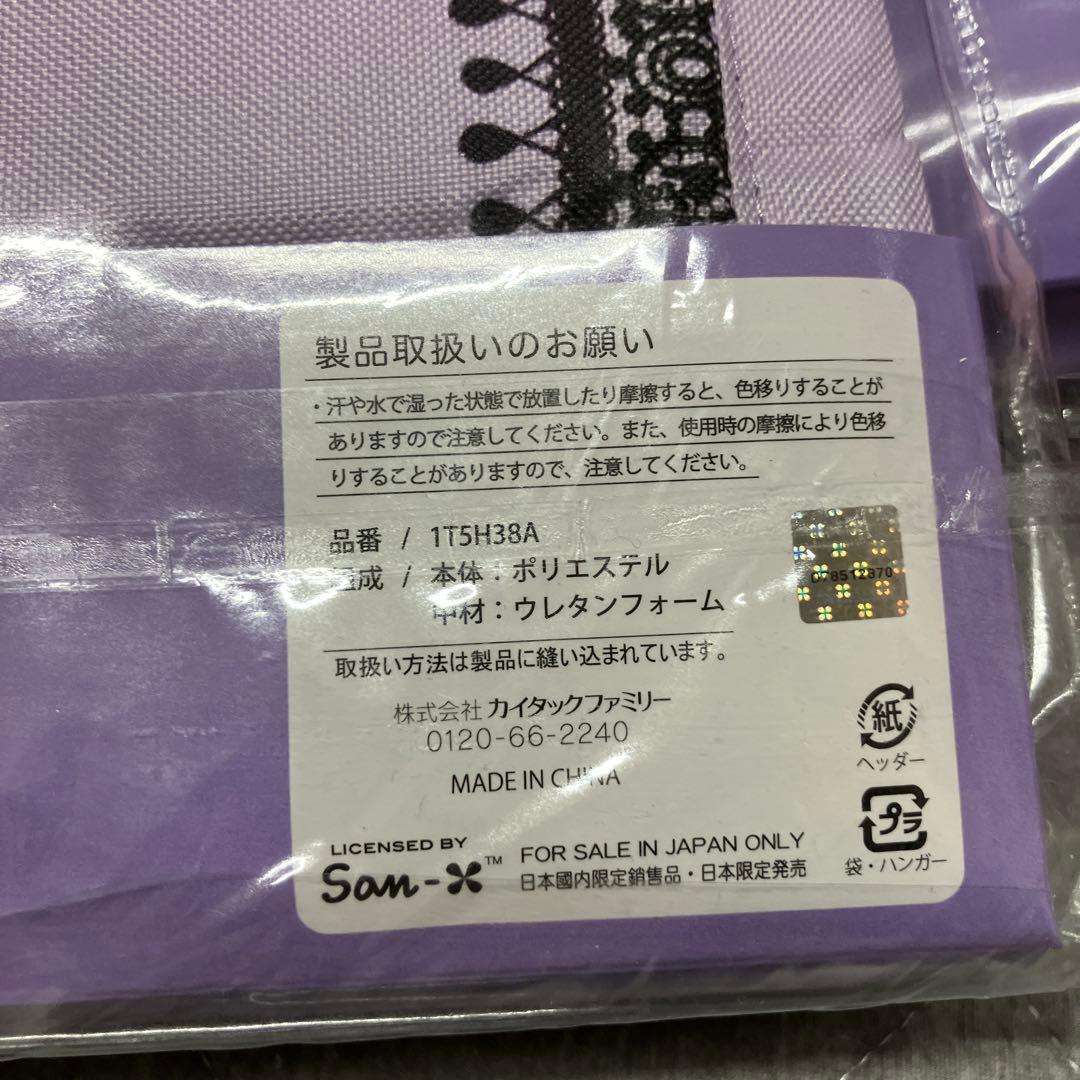 製品取扱いのお願い
・汗や水で湿った状態で放置したり摩擦すると、色移りすることが
ありますので注意してください。また、使用時の摩擦により色移
りすることがありますので、注意してください。
品番 / 1T5H38A
組成 / 本体：ポリエステル
中材：ウレタンフォーム
取扱い方法は製品に縫い込まれています。
株式会社 カイタックファミリー
0120-66-2240
MADE IN CHINA
紙
ヘッダー
プラ
袋・ハンガー
LICENSED BY
San-X™
FOR SALE IN JAPAN ONLY
日本國内限定銷售品・日本限定発売